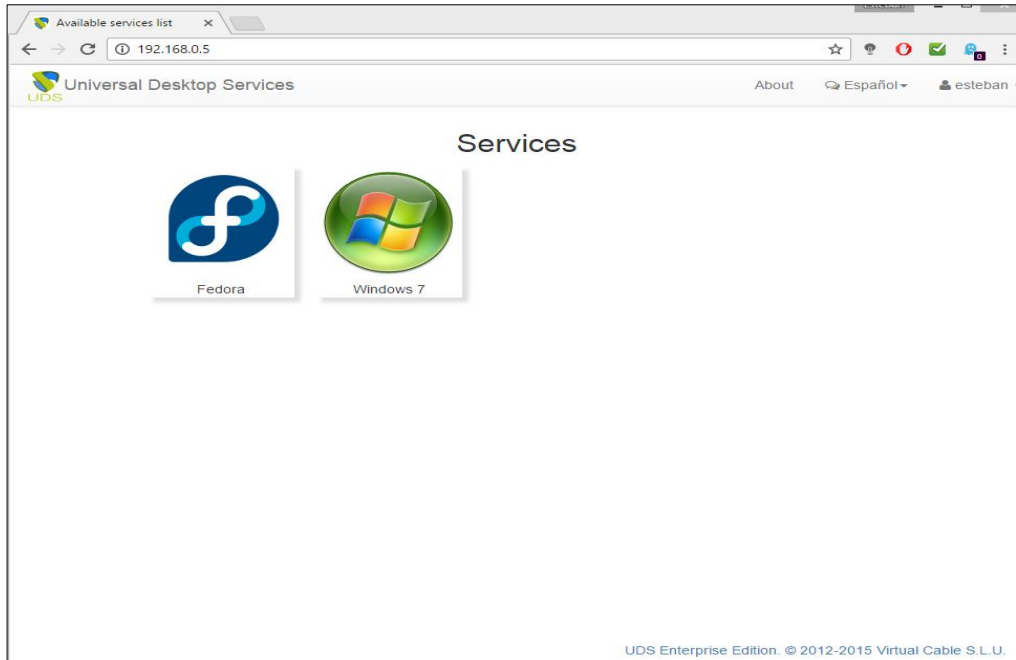 Available services list
192.168.0.5
UDS
Universal Desktop Services
About
Español
esteban
Services
Fedora
Windows 7
UDS Enterprise Edition. © 2012-2015 Virtual Cable S.L.U.